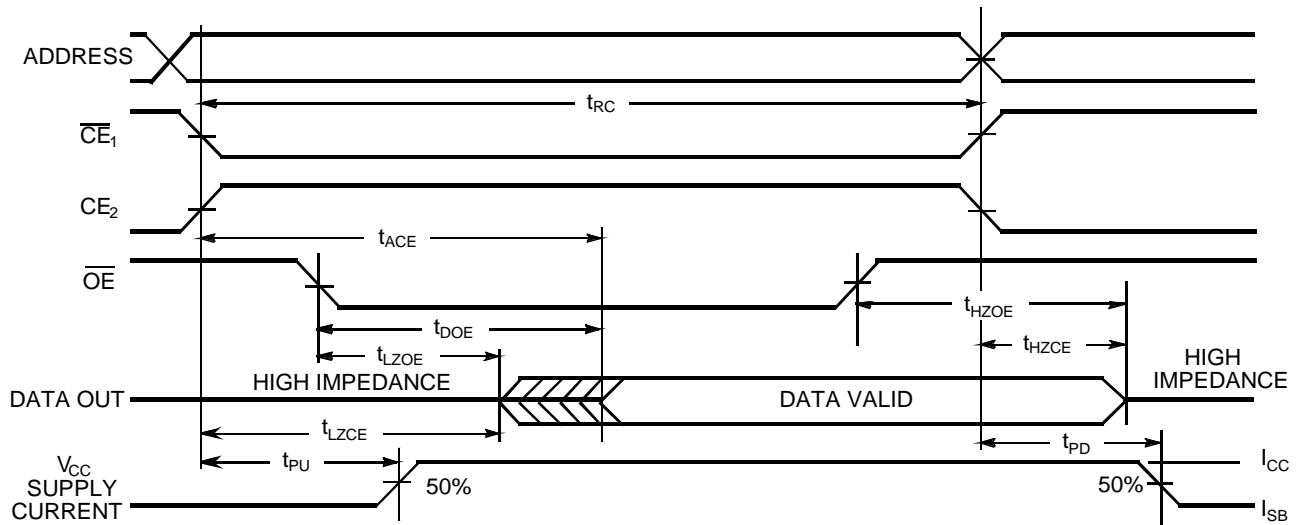 ADDRESS
tRC
CE1
CE2
tACE
OE
tHZOE
tDOE
tHZCE
tLZOE
HIGH IMPEDANCE
HIGH
IMPEDANCE
DATA OUT
DATA VALID
tLZCE
tPD
tPU
VCC
SUPPLY
CURRENT
50%
50%
ICC
ISB